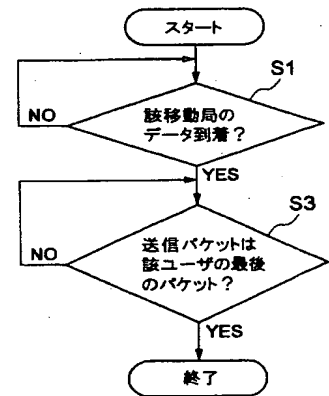 スタート
S1
該移動局の
データ到着？
NO
YES
S3
送信パケットは
該ユーザの最後
のパケット？
NO
YES
終了